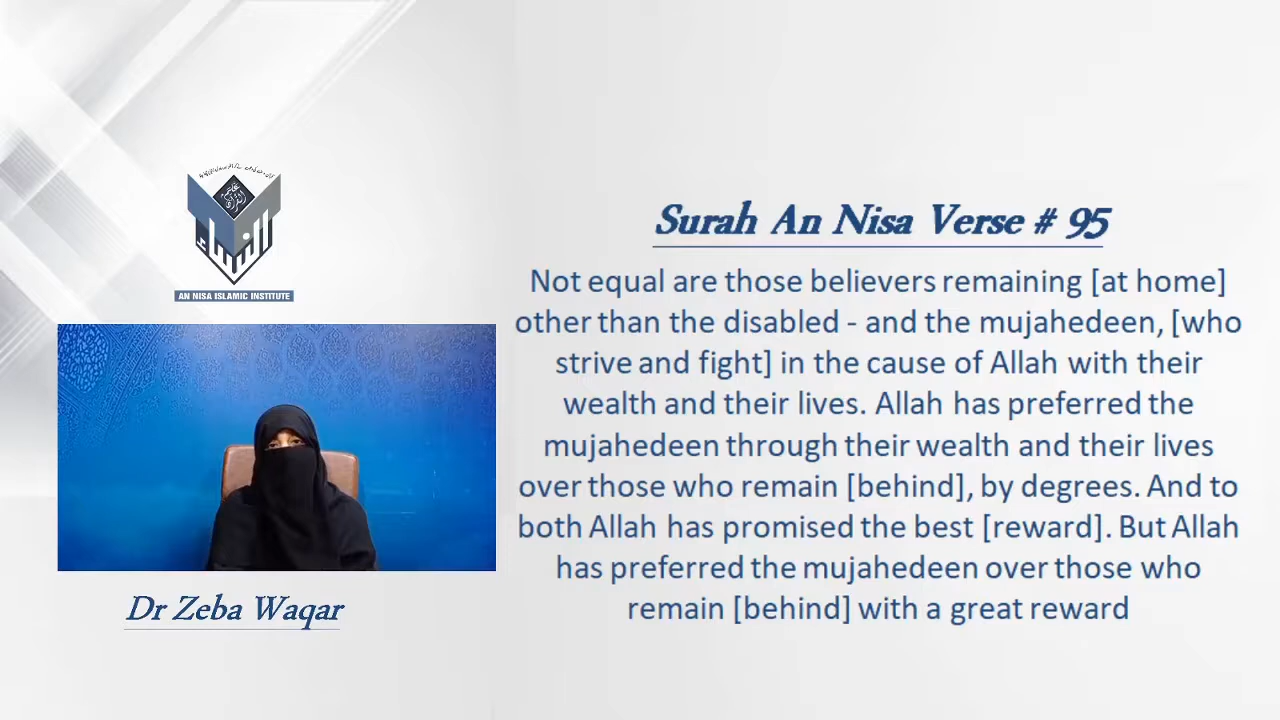 AN NISA ISLAMIC INSTITUTE
Dr Zeba Waqar
Surah An Nisa Verse # 95
Not equal are those believers remaining [at home]
other than the disabled - and the mujahedeen, [who
strive and fight] in the cause of Allah with their
wealth and their lives. Allah has preferred the
mujahedeen through their wealth and their lives
over those who remain [behind], by degrees. And to
both Allah has promised the best [reward]. But Allah
has preferred the mujahedeen over those who
remain [behind] with a great reward